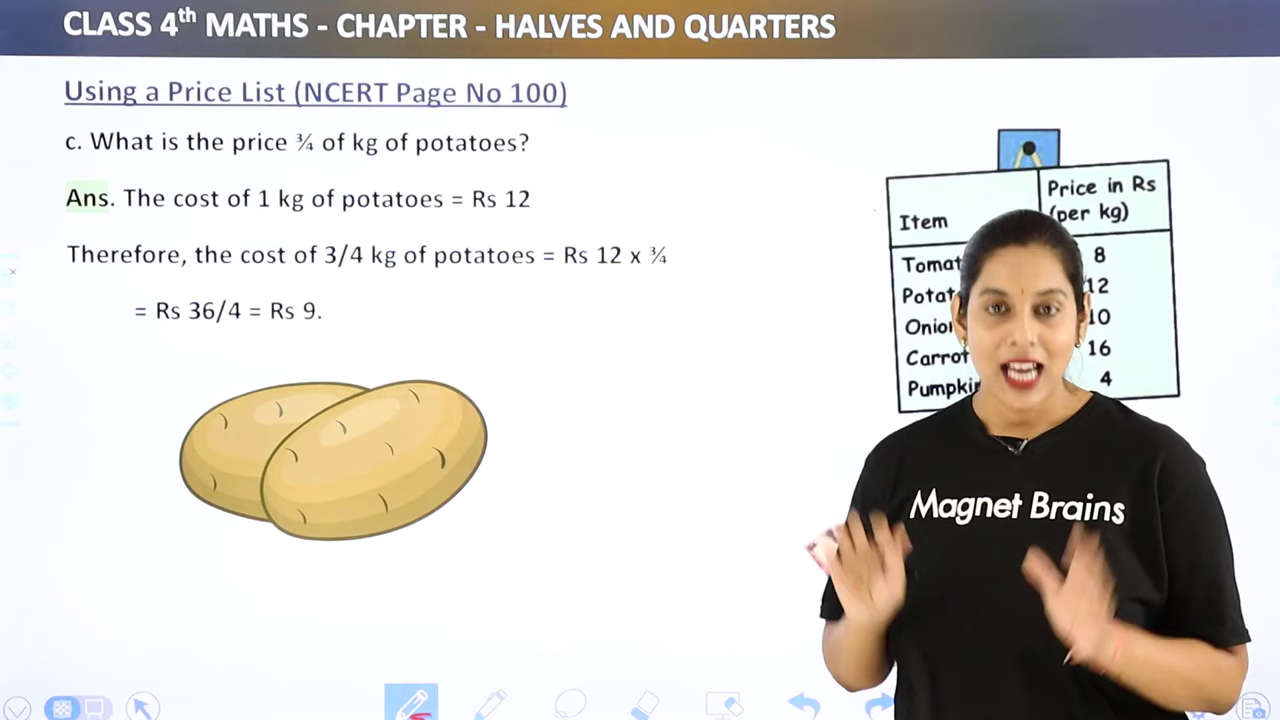 CLASS 4th MATHS - CHAPTER - HALVES AND QUARTERS
Using a Price List (NCERT Page No 100)
c. What is the price ¾ of kg of potatoes?
Ans. The cost of 1 kg of potatoes = Rs 12
Therefore, the cost of 3/4 kg of potatoes = Rs 12 x ¾
= Rs 36/4 = Rs 9.
Item
Price in Rs
(per kg)
8
12
10
Carrot 16
4
Magnet Brains